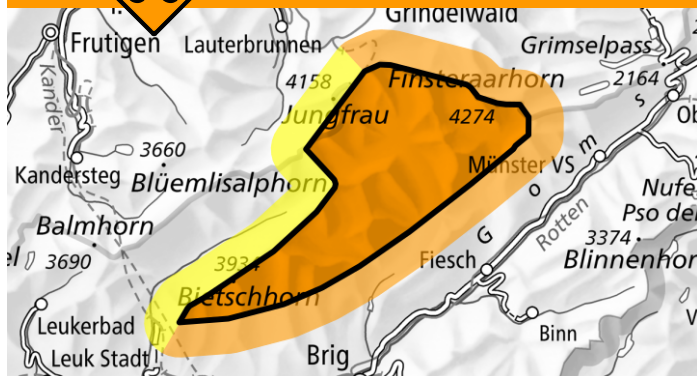 Grindelwald
Frutigen
Lauterbrunnen
Grimselpass
Kander
4158
Finsteraarhorn
2164
Jungfrau
4274
s
Ob
3660
Münster VS
m
Kandersteg
Blüemlisalphorn
o
Nufe
Rotten
Pso de
Balmhorn
G
3374
el
3690
3934
Fiesch
Blinnenhor
Bietschhorn
Leukerbad
Binn
V
Leuk Stadt
Brig